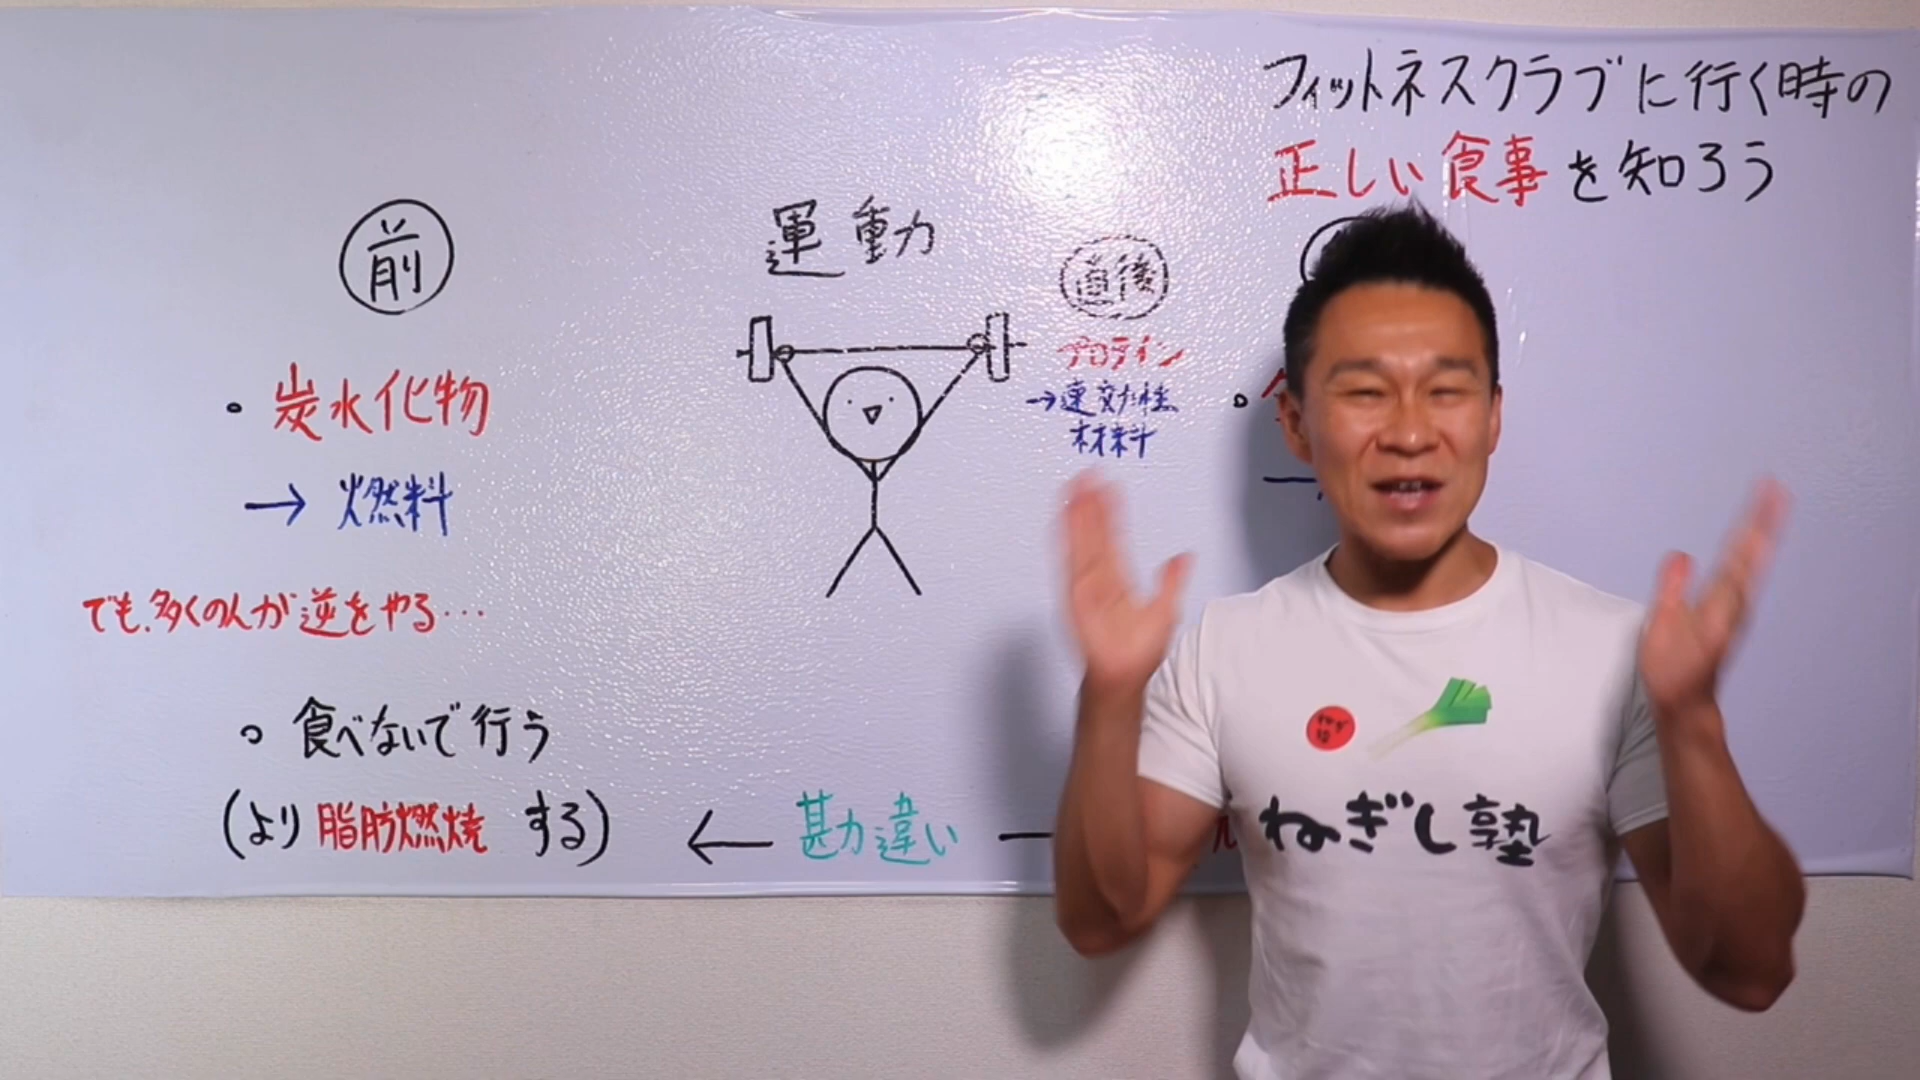 フィットネスクラブに行く時の
正しい食事を知ろう
前
・炭水化物
→ 燃料
でも、多くの人が逆をやる…
○ 食べないで行う
(より脂肪燃焼する)
運動
直後
プロテイン
→速効性
材料
← 勘違い
ねぎし塾